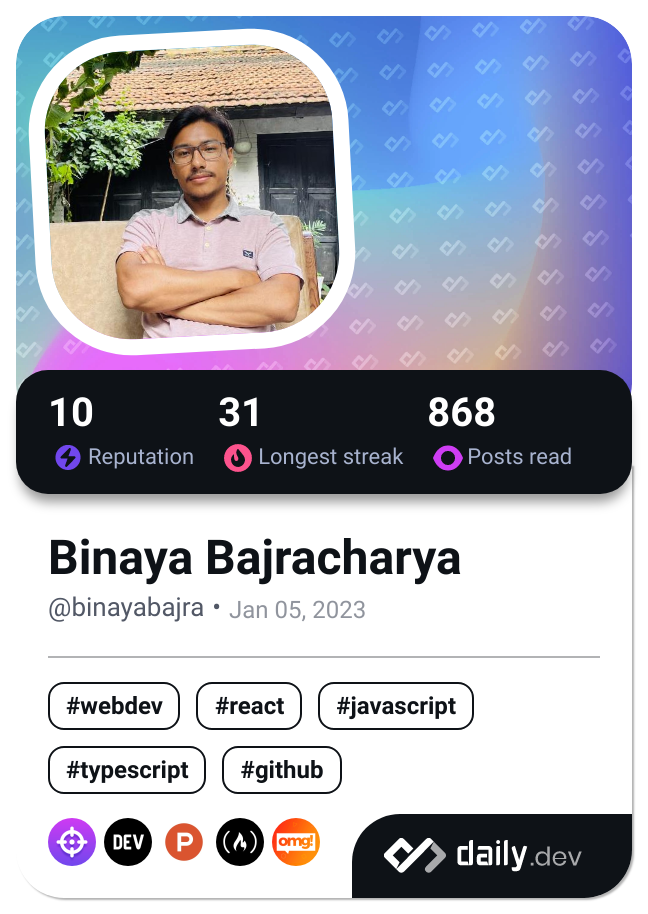 10 31 868
Reputation Longest streak Posts read
Binaya Bajracharya
@binayabajra • Jan 05, 2023
#webdev #react #javascript
#typescript #github
DEV P omg!
daily.dev